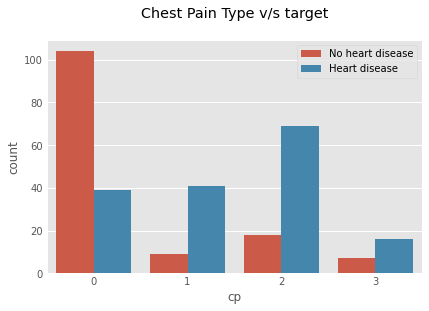 Chest Pain Type v/s target
No heart disease
Heart disease
100
80
60
40
20
0
count
0 1 2 3
cp